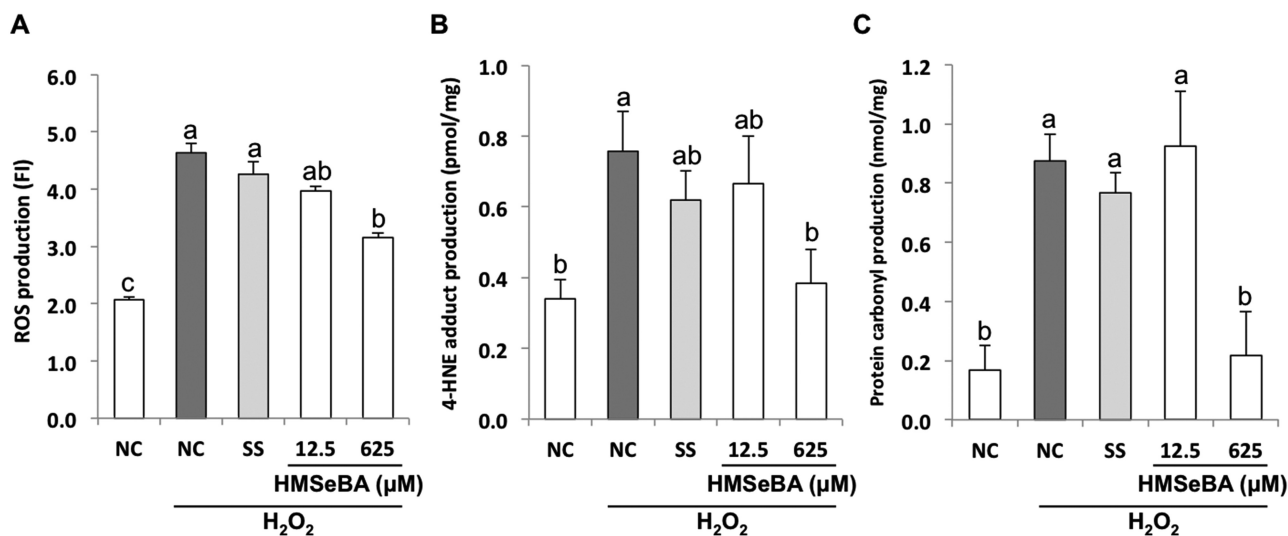 A
ROS production (FI)
6.0
5.0
4.0
3.0
2.0
1.0
0.0
c
a
a
ab
b
NC
NC
SS
12.5
625
HMSeBA (µM)
H₂O₂
B
4-HNE adduct production (pmol/mg)
1.0
0.8
0.6
0.4
0.2
0.0
b
a
ab
ab
b
NC
NC
SS
12.5
625
HMSeBA (µM)
H₂O₂
C
Protein carbonyl production (nmol/mg)
1.2
1.0
0.8
0.6
0.4
0.2
0.0
b
a
a
a
b
NC
NC
SS
12.5
625
HMSeBA (µM)
H₂O₂